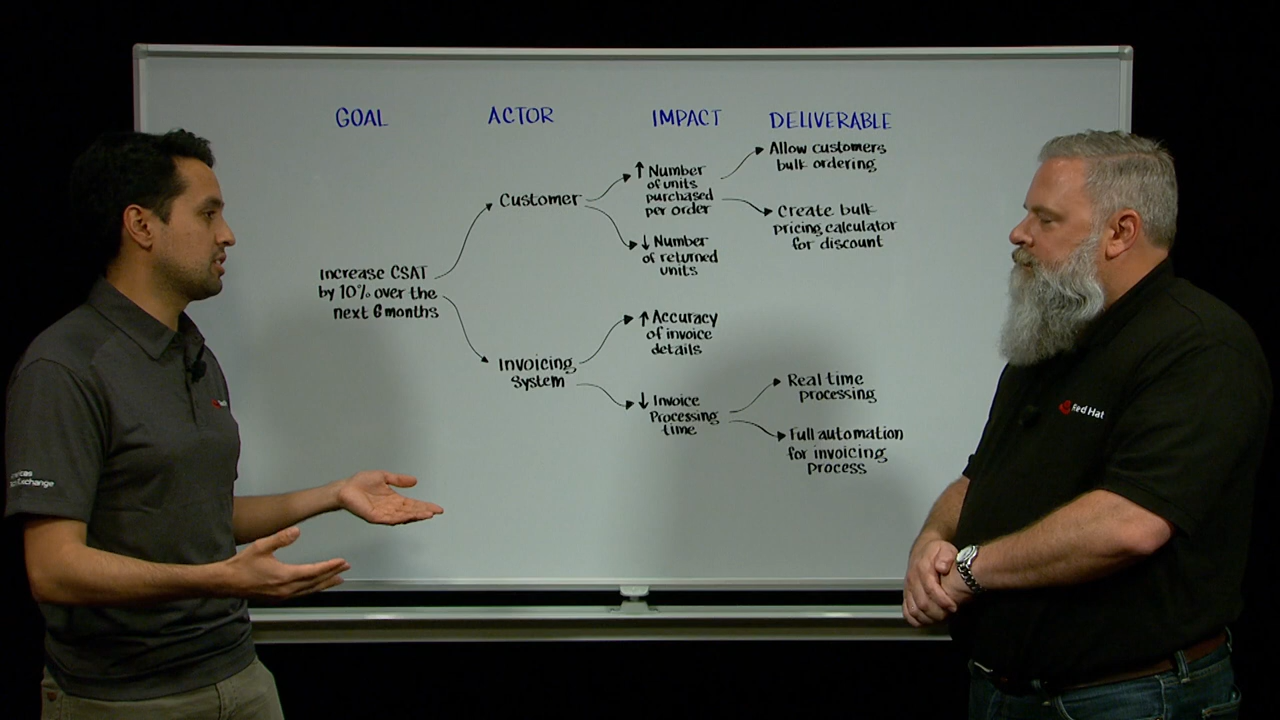 GOAL
ACTOR
IMPACT
DELIVERABLE
Increase CSAT
by 10% over the
next 6 months
Customer
Invoicing
System
↑ Number
of units
purchased
per order
↓ Number
of returned
units
↑ Accuracy
of invoice
details
↓ Invoice
Processing
time
Allow customers
bulk ordering
Create bulk
pricing calculator
for discount
Real time
processing
Full automation
for invoicing
process
Red Hat